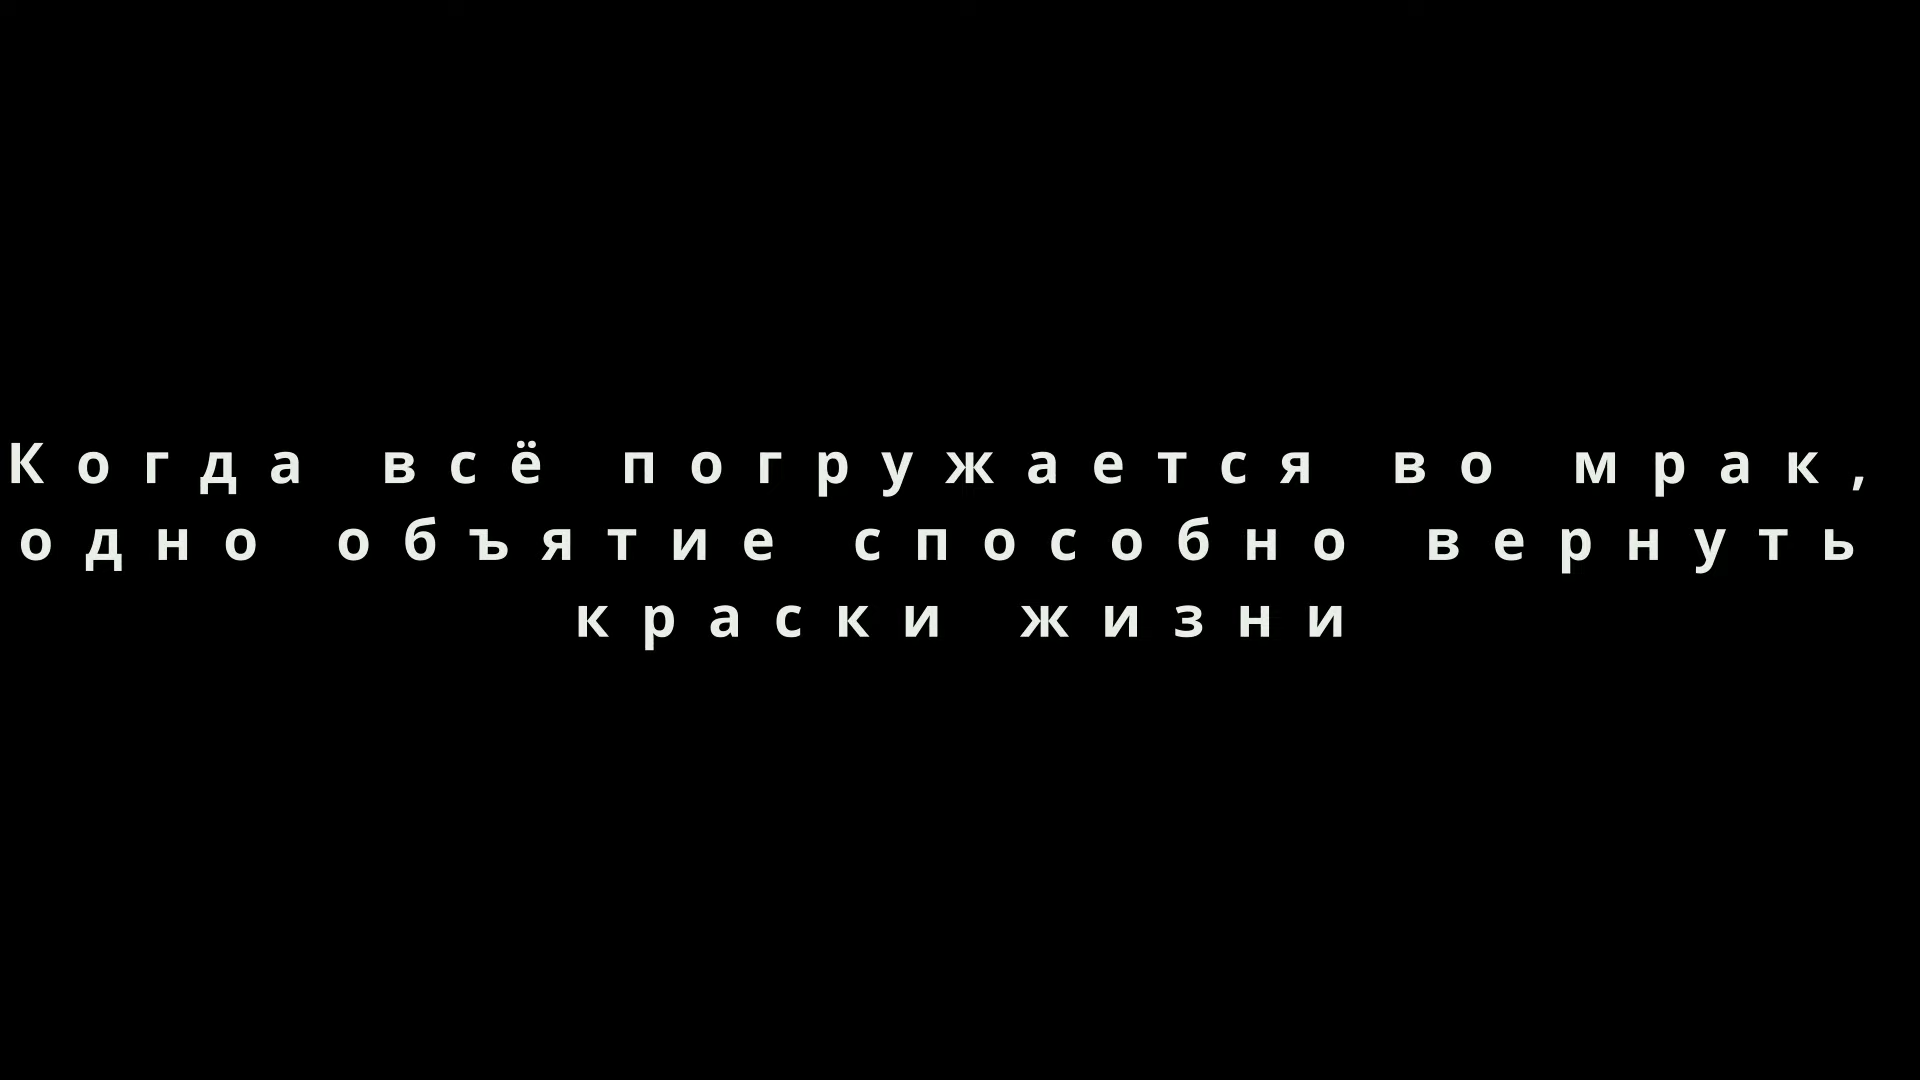 Когда всё погружается во мрак,
одно объятие способно вернуть
краски жизни